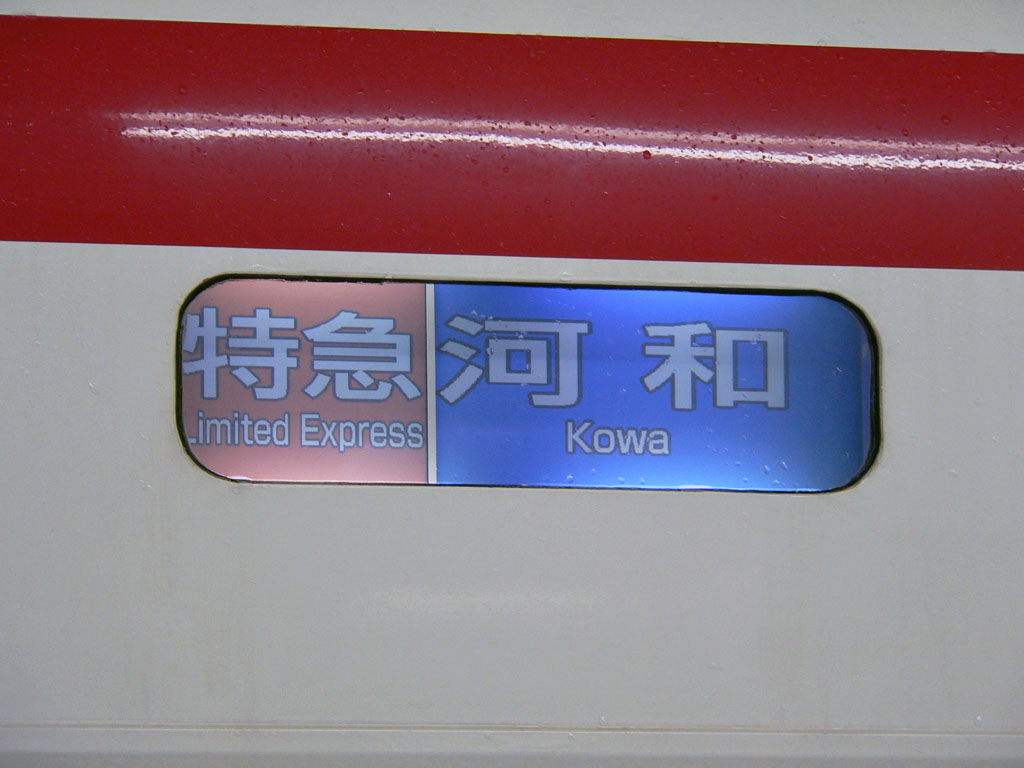 特急 河和
Limited Express Kowa